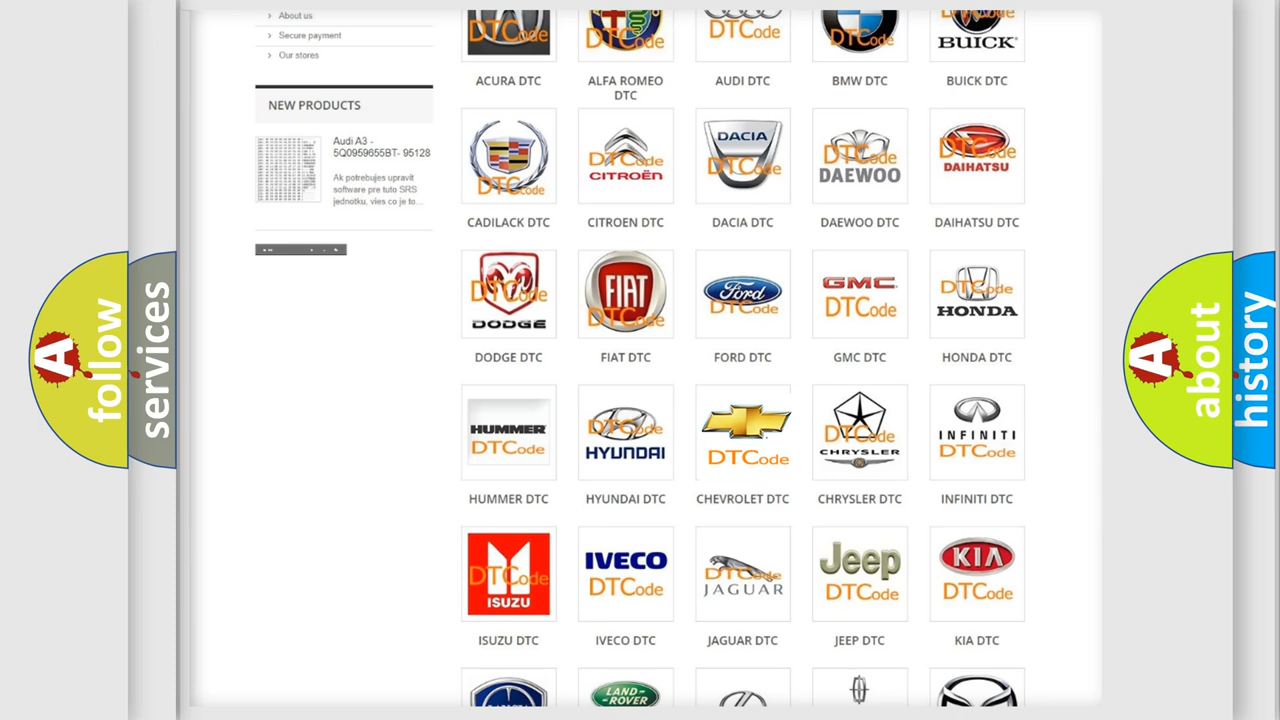 About us
Secure payment
Our stores
NEW PRODUCTS
Audi A3 -
5Q0959655BT- 95128
Ak potrebujes upravit
software pre tuto SRS
jednotku, vies co je to...
DTCode
DTCode
DTCode
DTCode
DTCode
BUICK
ACURA DTC
ALFA ROMEO
DTC
AUDI DTC
BMW DTC
BUICK DTC
DTCode
DTCode
CITROËN
DACIA
DTCode
DTCode
DAEWOO
DTCode
DAIHATSU
CADILACK DTC
CITROEN DTC
DACIA DTC
DAEWOO DTC
DAIHATSU DTC
DTCode
DODGE
FIAT
DTCode
Ford
DTCode
GMC
DTCode
DTCode
HONDA
DODGE DTC
FIAT DTC
FORD DTC
GMC DTC
HONDA DTC
HUMMER
DTCode
DTCode
HYUNDAI
DTCode
DTCode
CHRYSLER
INFINITI
DTCode
HUMMER DTC
HYUNDAI DTC
CHEVROLET DTC
CHRYSLER DTC
INFINITI DTC
DTCode
ISUZU
IVECO
DTCode
DTCode
JAGUAR
Jeep
DTCode
KIA
DTCode
ISUZU DTC
IVECO DTC
JAGUAR DTC
JEEP DTC
KIA DTC
LAND-
ROVER
A
follow
services
A
about
history